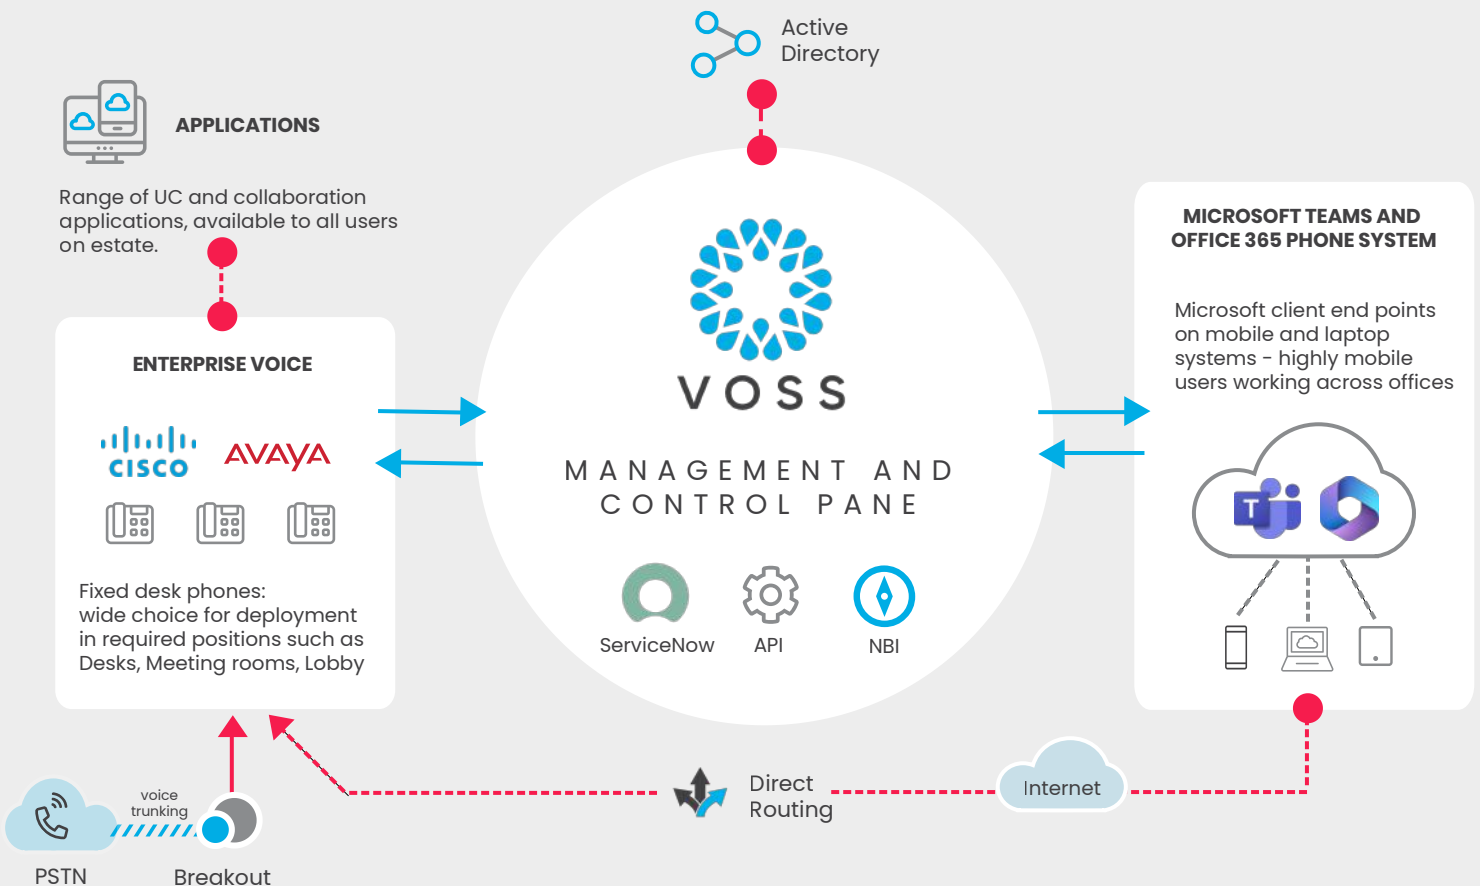 Active
Directory
APPLICATIONS
Range of UC and collaboration
applications, available to all users
on estate.
ENTERPRISE VOICE
CISCO
AVAYA
Fixed desk phones:
wide choice for deployment
in required positions such as
Desks, Meeting rooms, Lobby
VOSS
MANAGEMENT AND
CONTROL PANE
ServiceNow
API
NBI
MICROSOFT TEAMS AND
OFFICE 365 PHONE SYSTEM
Microsoft client end points
on mobile and laptop
systems - highly mobile
users working across offices
T
voice
trunking
PSTN
Breakout
Direct
Routing
Internet